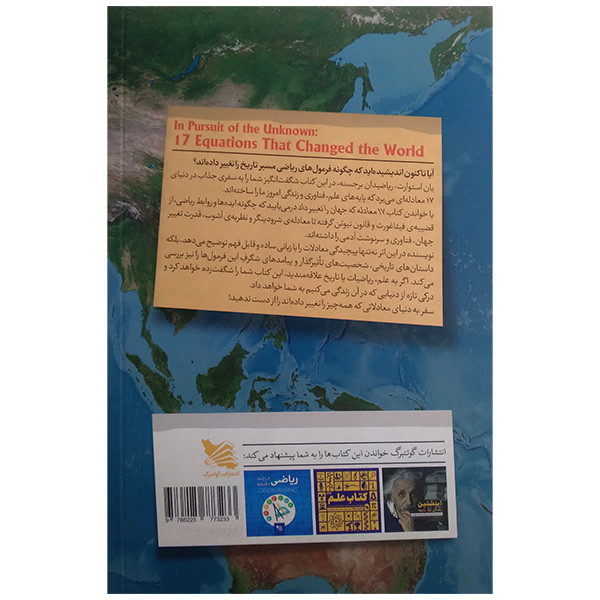 In Pursuit of the Unknown:
17 Equations That Changed the World
آیا تاکنون اندیشیده‌اید که چگونه فرمول‌های ریاضی مسیر تاریخ را تغییر داده‌اند؟
یان استوارت، ریاضیدان برجسته، در این کتاب شگفت‌انگیز شما را به سفری جذاب در دنیای
۱۷ معادله‌ای می‌برد که پایه‌های علم، فناوری و زندگی امروز ما را ساخته‌اند.
با خواندن کتاب ۱۷ معادله که جهان را تغییر داد درمی‌یابید که چگونه ایده‌ها و روابط ریاضی، از
قضیه‌ی فیثاغورث و قانون نیوتن گرفته تا معادله‌ی شرودینگر و نظریه‌ی آشوب، قدرت تغییر
جهان، فناوری و سرنوشت آدمی را داشته‌اند.
نویسنده در این اثر نه‌تنها پیچیدگی معادلات را با زبانی ساده و قابل فهم توضیح می‌دهد، بلکه
داستان‌های تاریخی، شخصیت‌های تأثیرگذار و پیامدهای شگرف این فرمول‌ها را نیز بررسی
می‌کند. اگر به علم، ریاضیات یا تاریخ علاقه‌مندید، این کتاب شما را شگفت‌زده خواهد کرد و
درکی تازه از دنیایی که در آن زندگی می‌کنیم به شما خواهد داد.
سفر به دنیای معادلاتی که همه‌چیز را تغییر داده‌اند را از دست ندهید!
انتشارات گوتنبرگ خواندن این کتاب‌ها را به شما پیشنهاد می‌کند:
انتشارات گوتنبرگ
اینشتین
کتاب علم
ریاضی
9 786225 773233